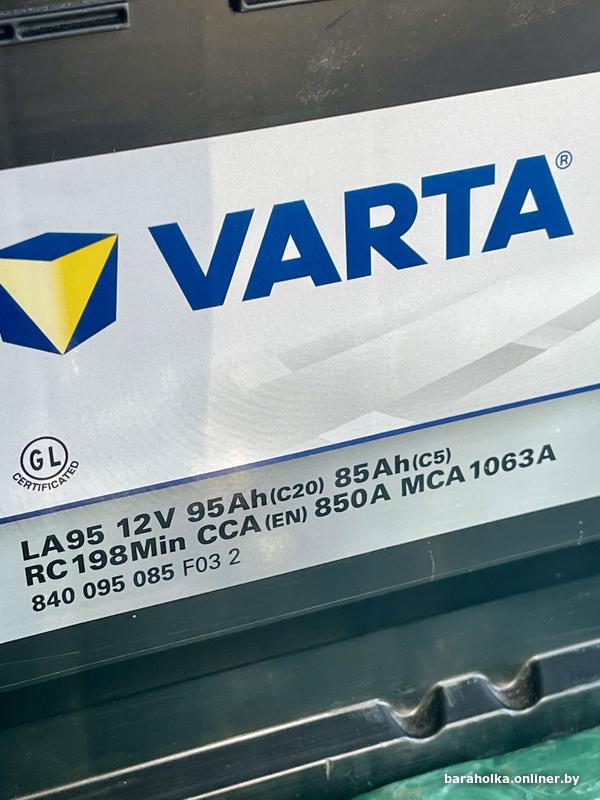 VARTA®
GL
CERTIFICATED
LA95 12V 95Ah(C20) 85Ah(C5)
RC198Min CCA(EN) 850A MCA1063A
840 095 085 F03 2
baraholka.onliner.by